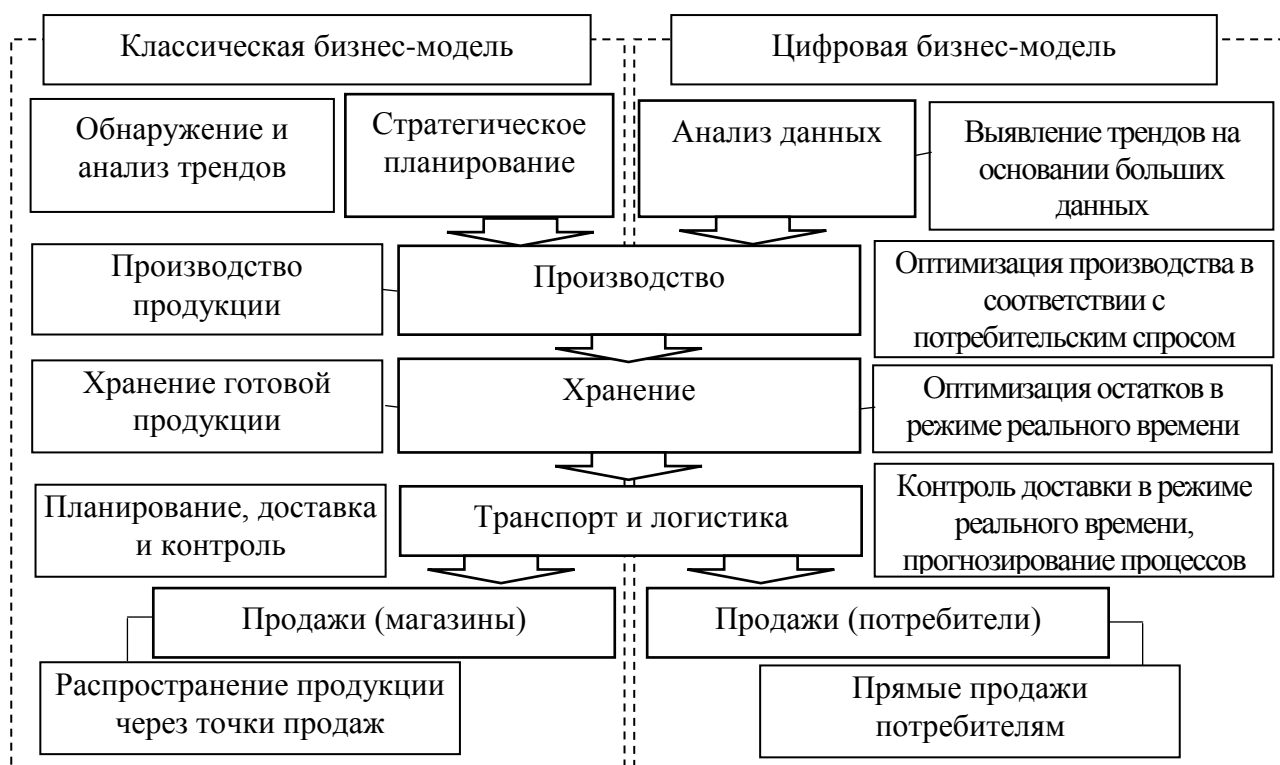 Классическая бизнес-модель
Цифровая бизнес-модель
Обнаружение и
анализ трендов
Стратегическое
планирование
Анализ данных
Выявление трендов на
основании больших
данных
Производство
продукции
Производство
Оптимизация производства в
соответствии с
потребительским спросом
Хранение готовой
продукции
Хранение
Оптимизация остатков в
режиме реального времени
Планирование, доставка
и контроль
Транспорт и логистика
Контроль доставки в режиме
реального времени,
прогнозирование процессов
Продажи (магазины)
Продажи (потребители)
Распространение продукции
через точки продаж
Прямые продажи
потребителям